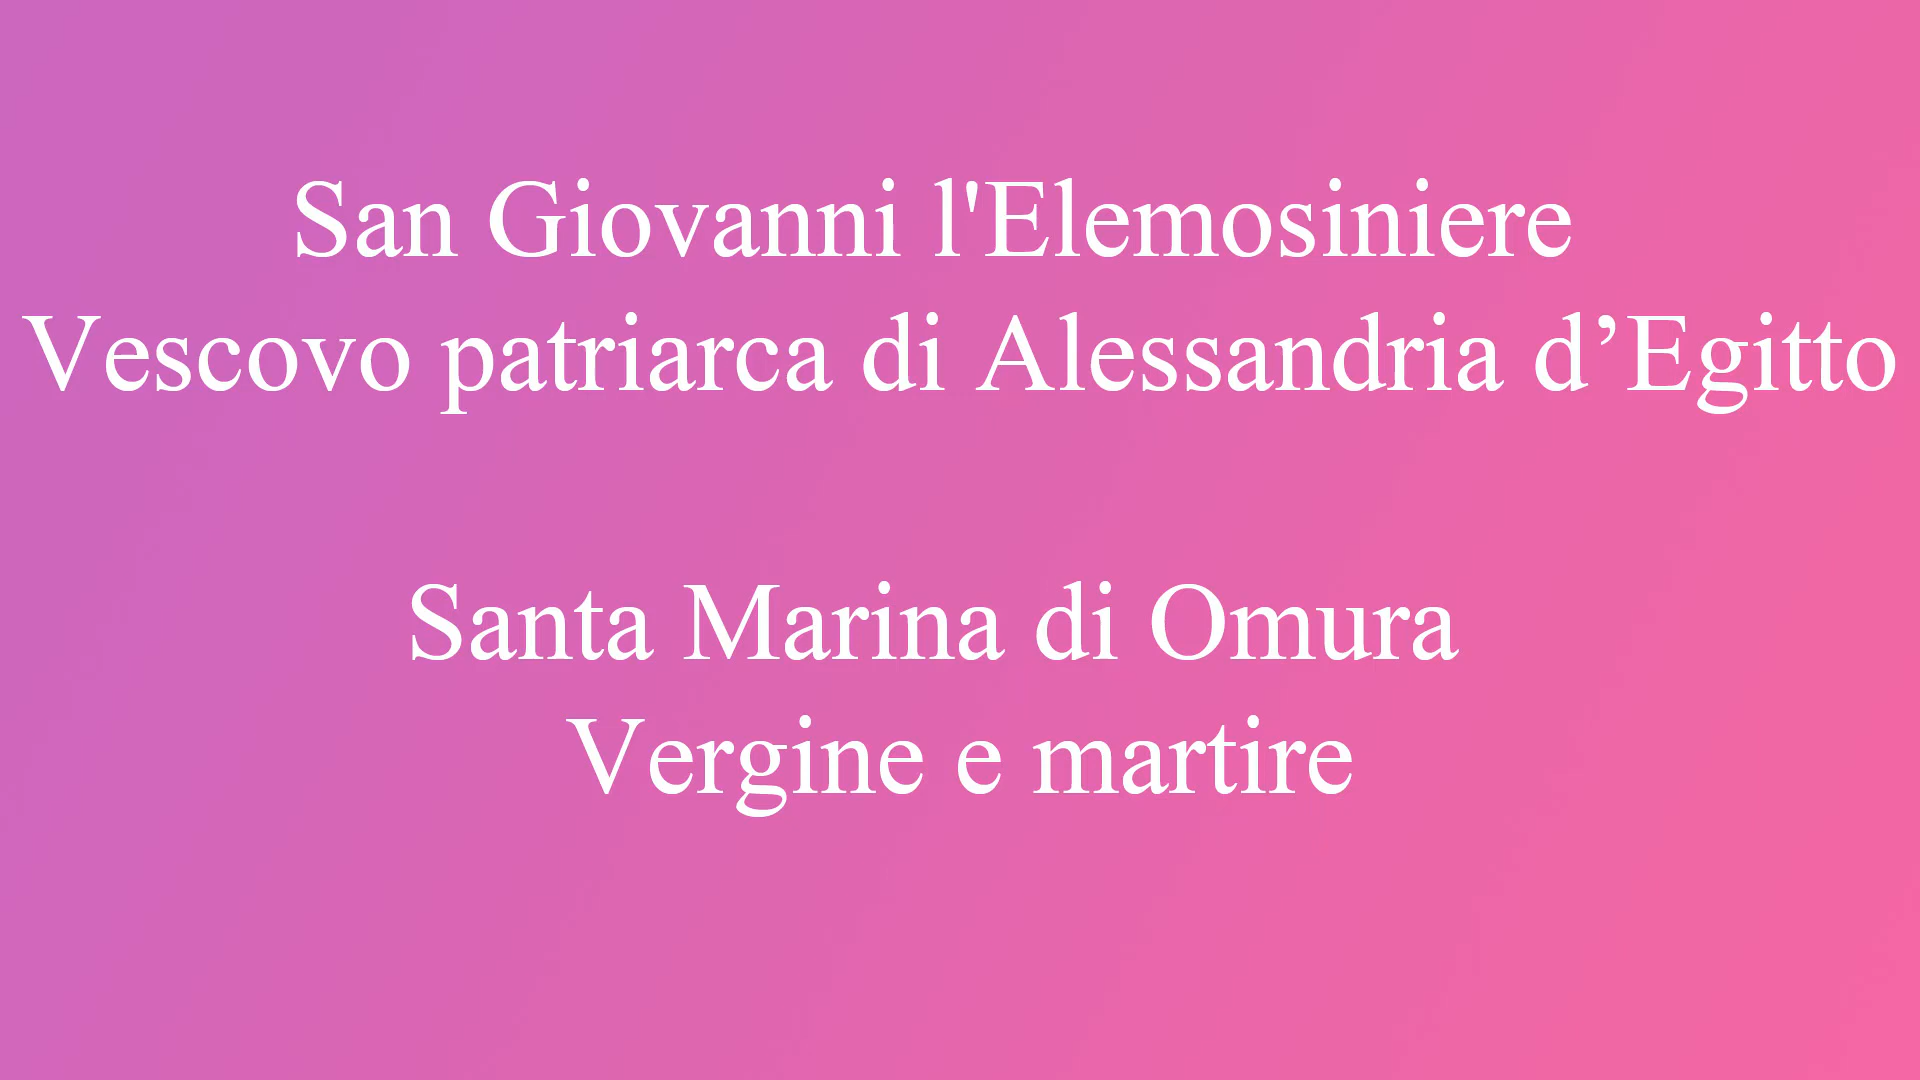 San Giovanni l'Elemosiniere
Vescovo patriarca di Alessandria d’Egitto
Santa Marina di Omura
Vergine e martire